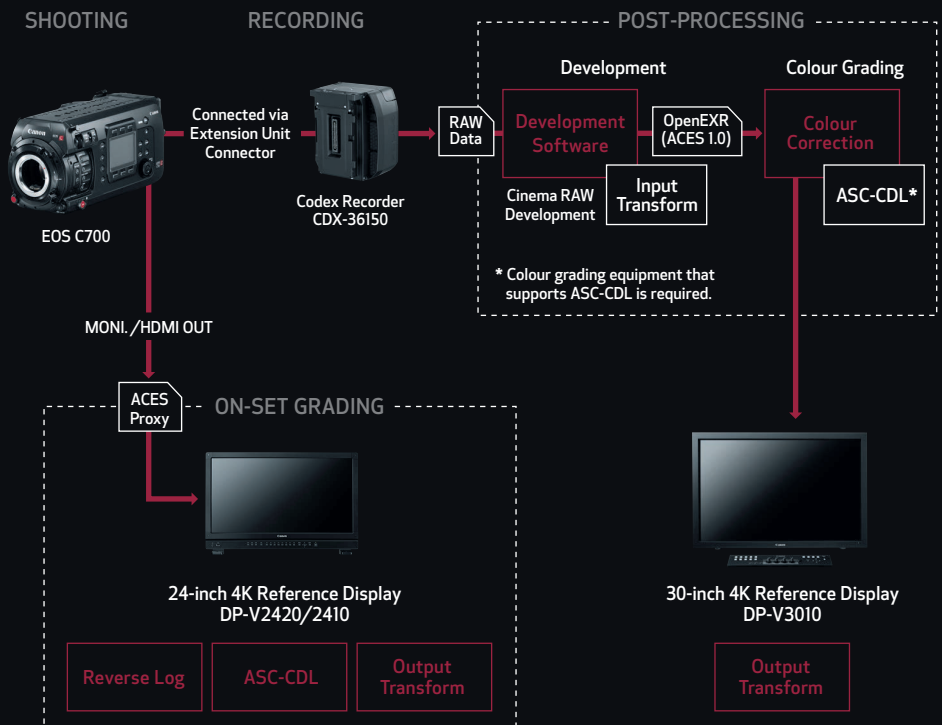 SHOOTING
RECORDING
POST-PROCESSING
Development
Colour Grading
Canon
Connected via
Extension Unit
Connector
RAW
Data
Development
Software
OpenEXR
(ACES 1.0)
Colour
Correction
Cinema RAW
Development
Input
Transform
ASC-CDL*
Codex Recorder
CDX-36150
EOS C700
* Colour grading equipment that
supports ASC-CDL is required.
MONI./HDMI OUT
ACES
Proxy
ON-SET GRADING
24-inch 4K Reference Display
DP-V2420/2410
30-inch 4K Reference Display
DP-V3010
Reverse Log
ASC-CDL
Output
Transform
Output
Transform